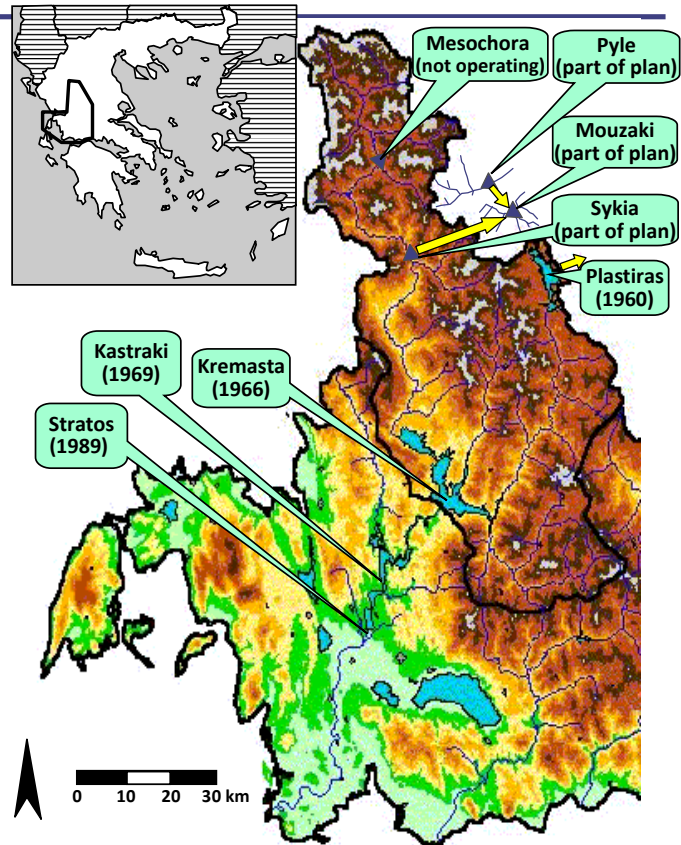 Mesochora
(not operating)
Pyle
(part of plan)
Mouzaki
(part of plan)
Sykia
(part of plan)
Plastiras
(1960)
Kastraki
(1969)
Kremasta
(1966)
Stratos
(1989)
0 10 20 30 km